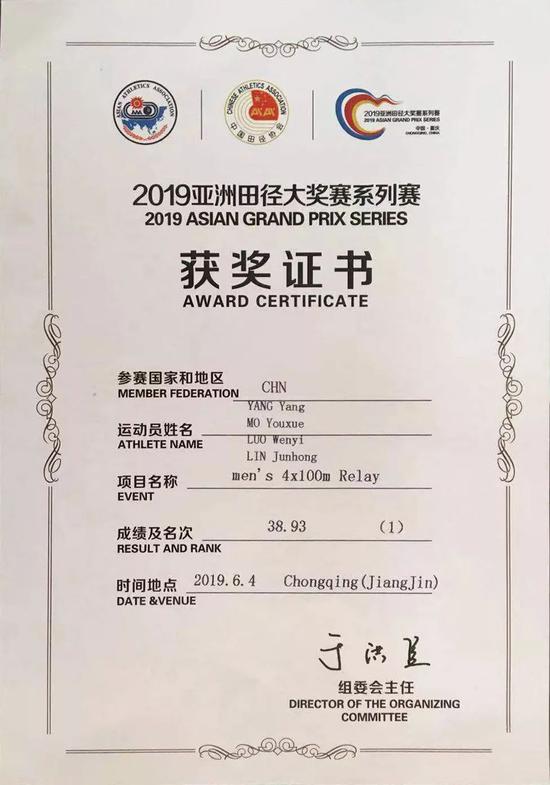 ASIAN ATHLETICS ASSOCIATION
CHINESE ATHLETICS ASSOCIATION
中国田径协会
2019亚洲田径大奖赛系列赛
2019 ASIAN GRAND PRIX SERIES
中国·重庆
CHONGQING, CHINA
2019亚洲田径大奖赛系列赛
2019 ASIAN GRAND PRIX SERIES
获奖证书
AWARD CERTIFICATE
参赛国家和地区
MEMBER FEDERATION CHN
YANG Yang
运动员姓名 MO Youxue
ATHLETE NAME LUO Wenyi
LIN Junhong
项目名称 men's 4x100m Relay
EVENT
成绩及名次 38.93 (1)
RESULT AND RANK
时间地点 2019.6.4 Chongqing(JiangJin)
DATE &VENUE
组委会主任
DIRECTOR OF THE ORGANIZING
COMMITTEE